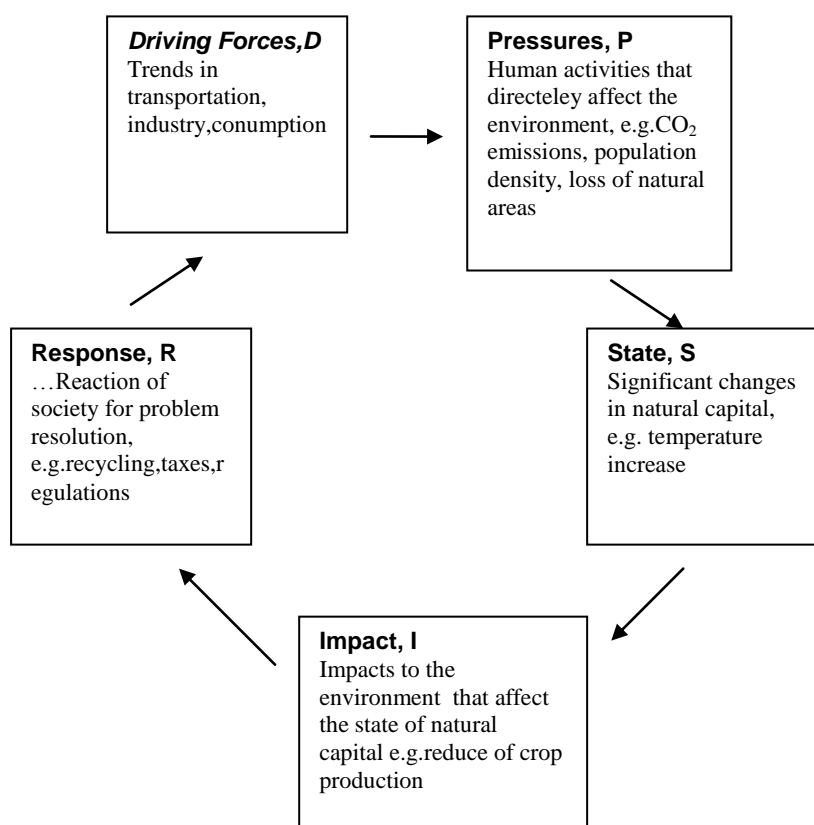 Driving Forces,D
Trends in
transportation,
industry,conumption
Pressures, P
Human activities that
directeley affect the
environment, e.g.CO₂
emissions, population
density, loss of natural
areas
Response, R
…Reaction of
society for problem
resolution,
e.g.recycling,taxes,r
egulations
State, S
Significant changes
in natural capital,
e.g. temperature
increase
Impact, I
Impacts to the
environment  that affect
the state of natural
capital e.g.reduce of crop
production